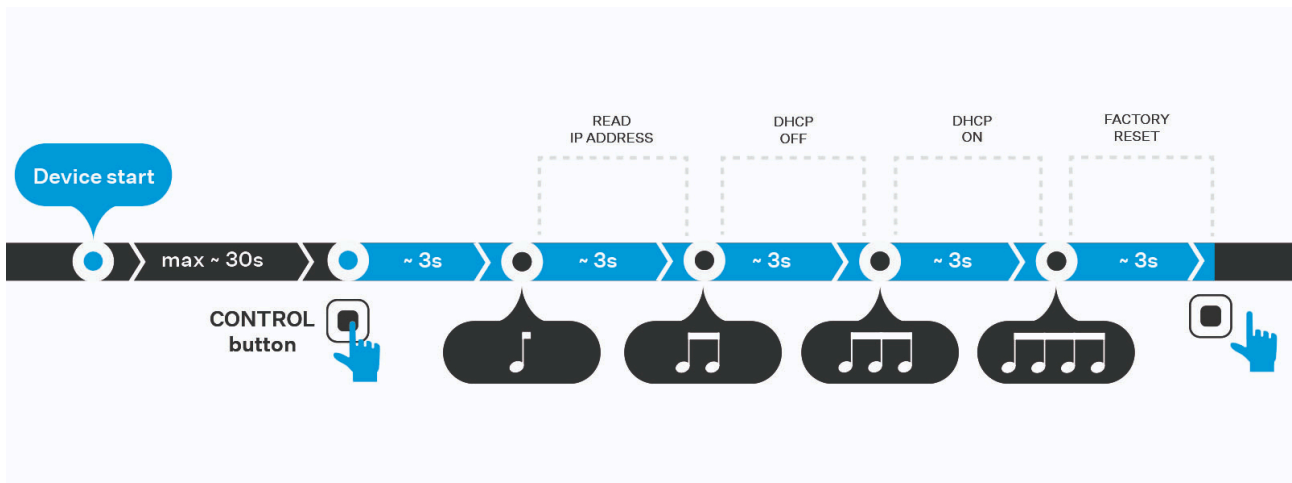 READ
IP ADDRESS
DHCP
OFF
DHCP
ON
FACTORY
RESET
Device start
max ~ 30s
~ 3s
~ 3s
~ 3s
~ 3s
~ 3s
CONTROL
button